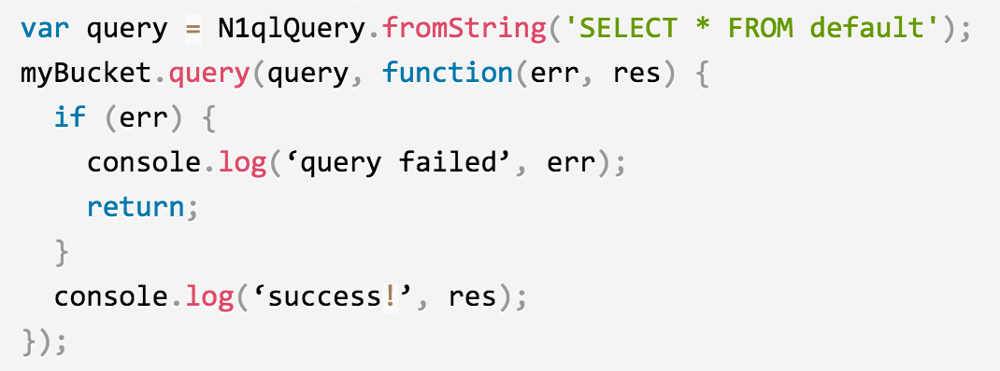 var query = N1qlQuery.fromString('SELECT * FROM default');
myBucket.query(query, function(err, res) {
  if (err) {
    console.log(‘query failed’, err);
    return;
  }
  console.log(‘success!’, res);
});